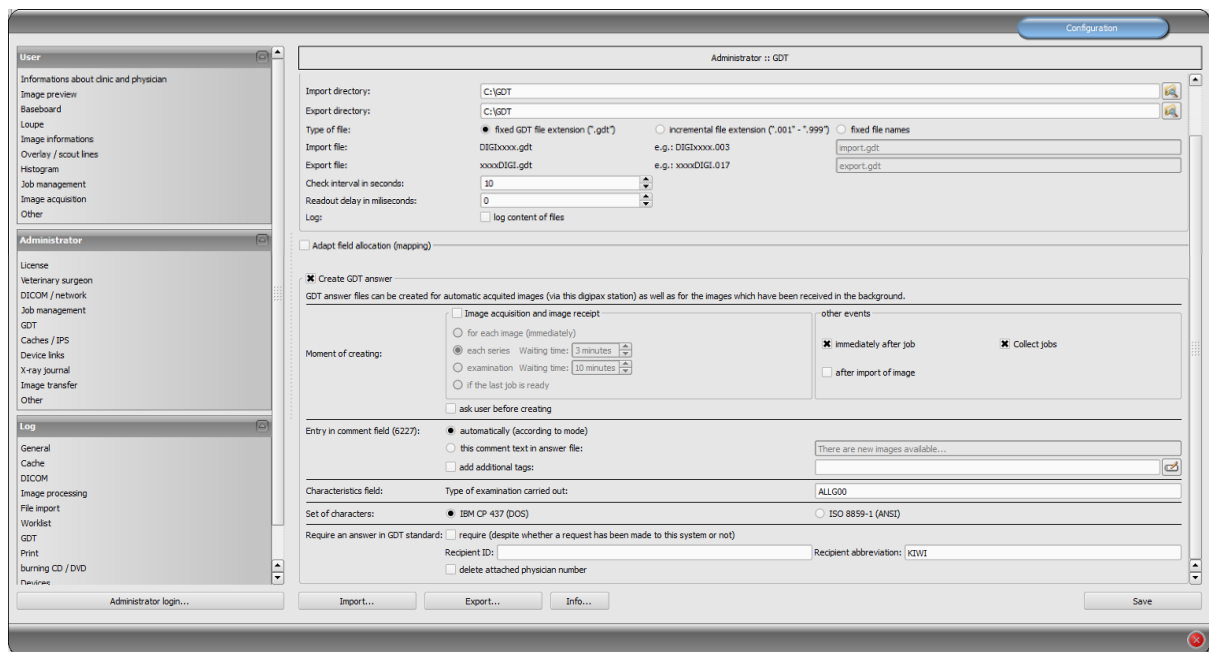 Configuration
User
Informations about clinic and physician
Image preview
Baseboard
Loupe
Image informations
Overlay / scout lines
Histogram
Job management
Image acquisition
Other
Administrator
License
Veterinary surgeon
DICOM / network
Job management
GDT
Caches / IPS
Device links
X-ray journal
Image transfer
Other
Log
General
Cache
DICOM
Image processing
File import
Worklist
GDT
Print
burning CD / DVD
Devices
Administrator login...
Administrator :: GDT
Import directory: C:\GDT
Export directory: C:\GDT
Type of file: fixed GDT file extension (".gdt") incremental file extension (".001" - ".999") fixed file names
Import file: DIGIxxxx.gdt e.g.: DIGIxxxx.003 import.gdt
Export file: xxxxDIGI.gdt e.g.: xxxxDIGI.017 export.gdt
Check interval in seconds: 10
Readout delay in miliseconds: 0
Log: log content of files
Adapt field allocation (mapping)
Create GDT answer
GDT answer files can be created for automatic acquited images (via this digipax station) as well as for the images which have been received in the background.
Moment of creating:
Image acquisition and image receipt
for each image (immediately)
each series Waiting time: 3 minutes
examination Waiting time: 10 minutes
if the last job is ready
other events
immediately after job Collect jobs
after import of image
ask user before creating
Entry in comment field (6227): automatically (according to mode)
this comment text in answer file: There are new images available...
add additional tags:
Characteristics field: Type of examination carried out: ALLG00
Set of characters: IBM CP 437 (DOS) ISO 8859-1 (ANSI)
Require an answer in GDT standard: require (despite whether a request has been made to this system or not)
Recipient ID: Recipient abbreviation: KIWI
delete attached physician number
Import... Export... Info... Save